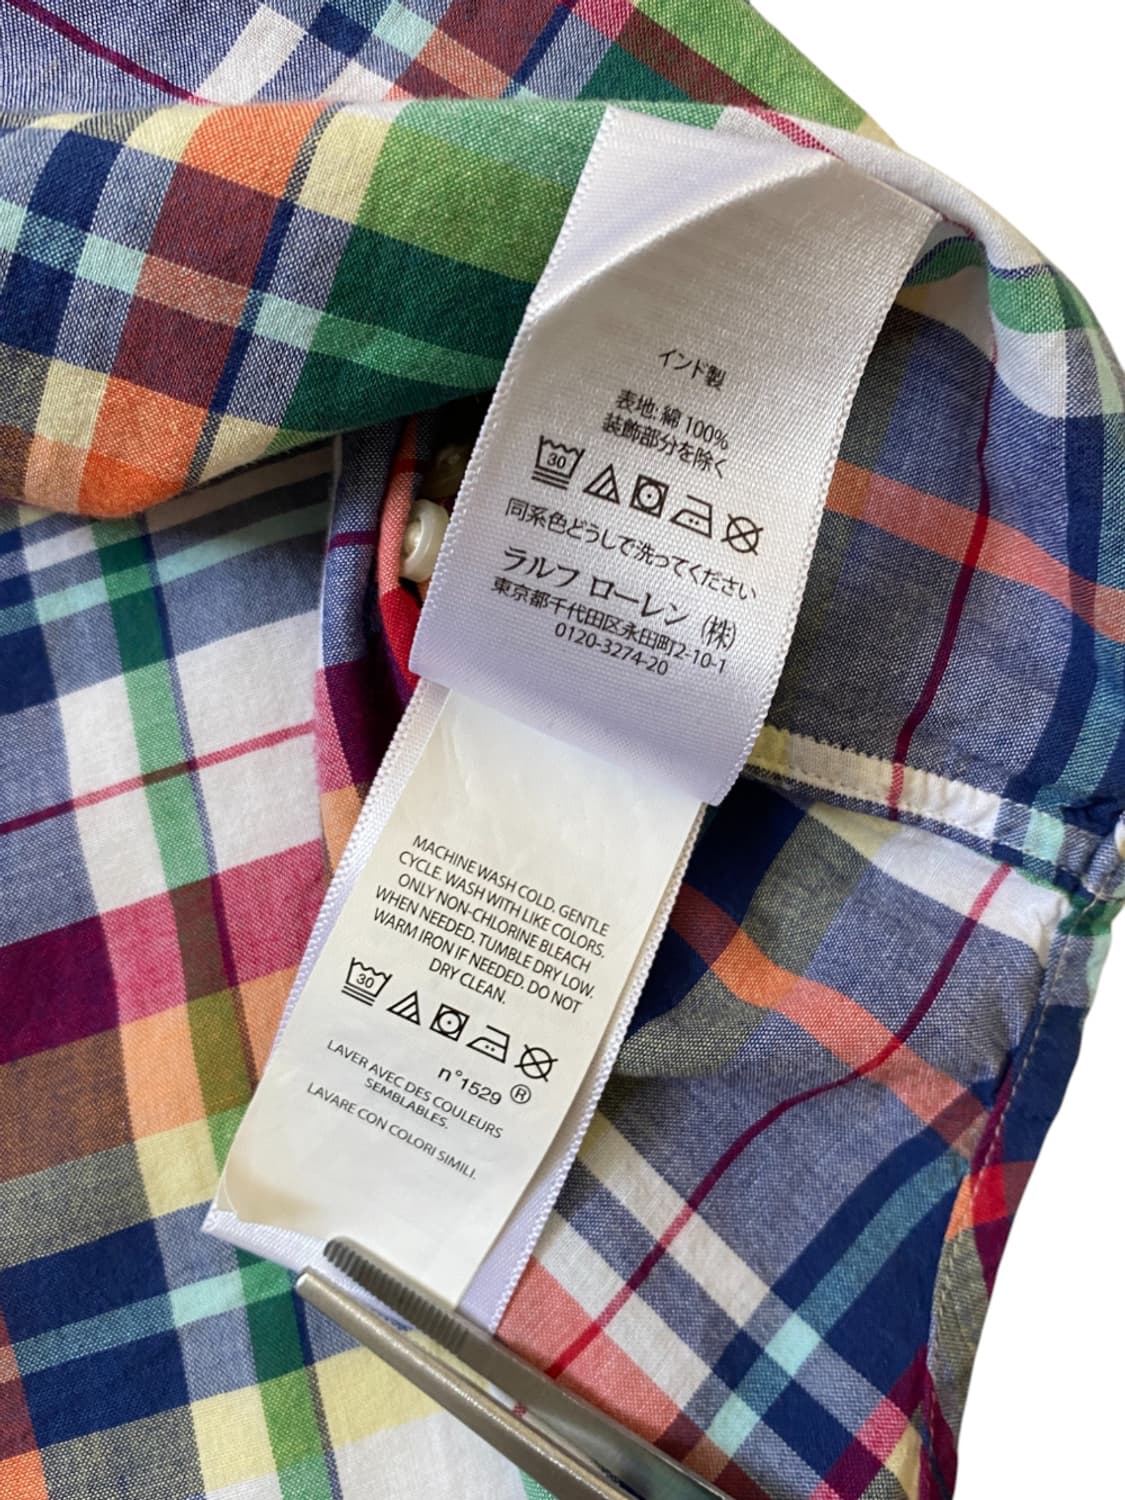 インド製
表地: 綿 100%
装飾部分を除く
30
同系色どうしで洗ってください
ラルフ ローレン (株)
東京都千代田区永田町2-10-1
0120-3274-20
MACHINE WASH COLD. GENTLE
CYCLE. WASH WITH LIKE COLORS.
ONLY NON-CHLORINE BLEACH
WHEN NEEDED. TUMBLE DRY LOW.
WARM IRON IF NEEDED. DO NOT
DRY CLEAN.
30
n°1529 ®
LAVER AVEC DES COULEURS
SEMBLABLES.
LAVARE CON COLORI SIMILI.